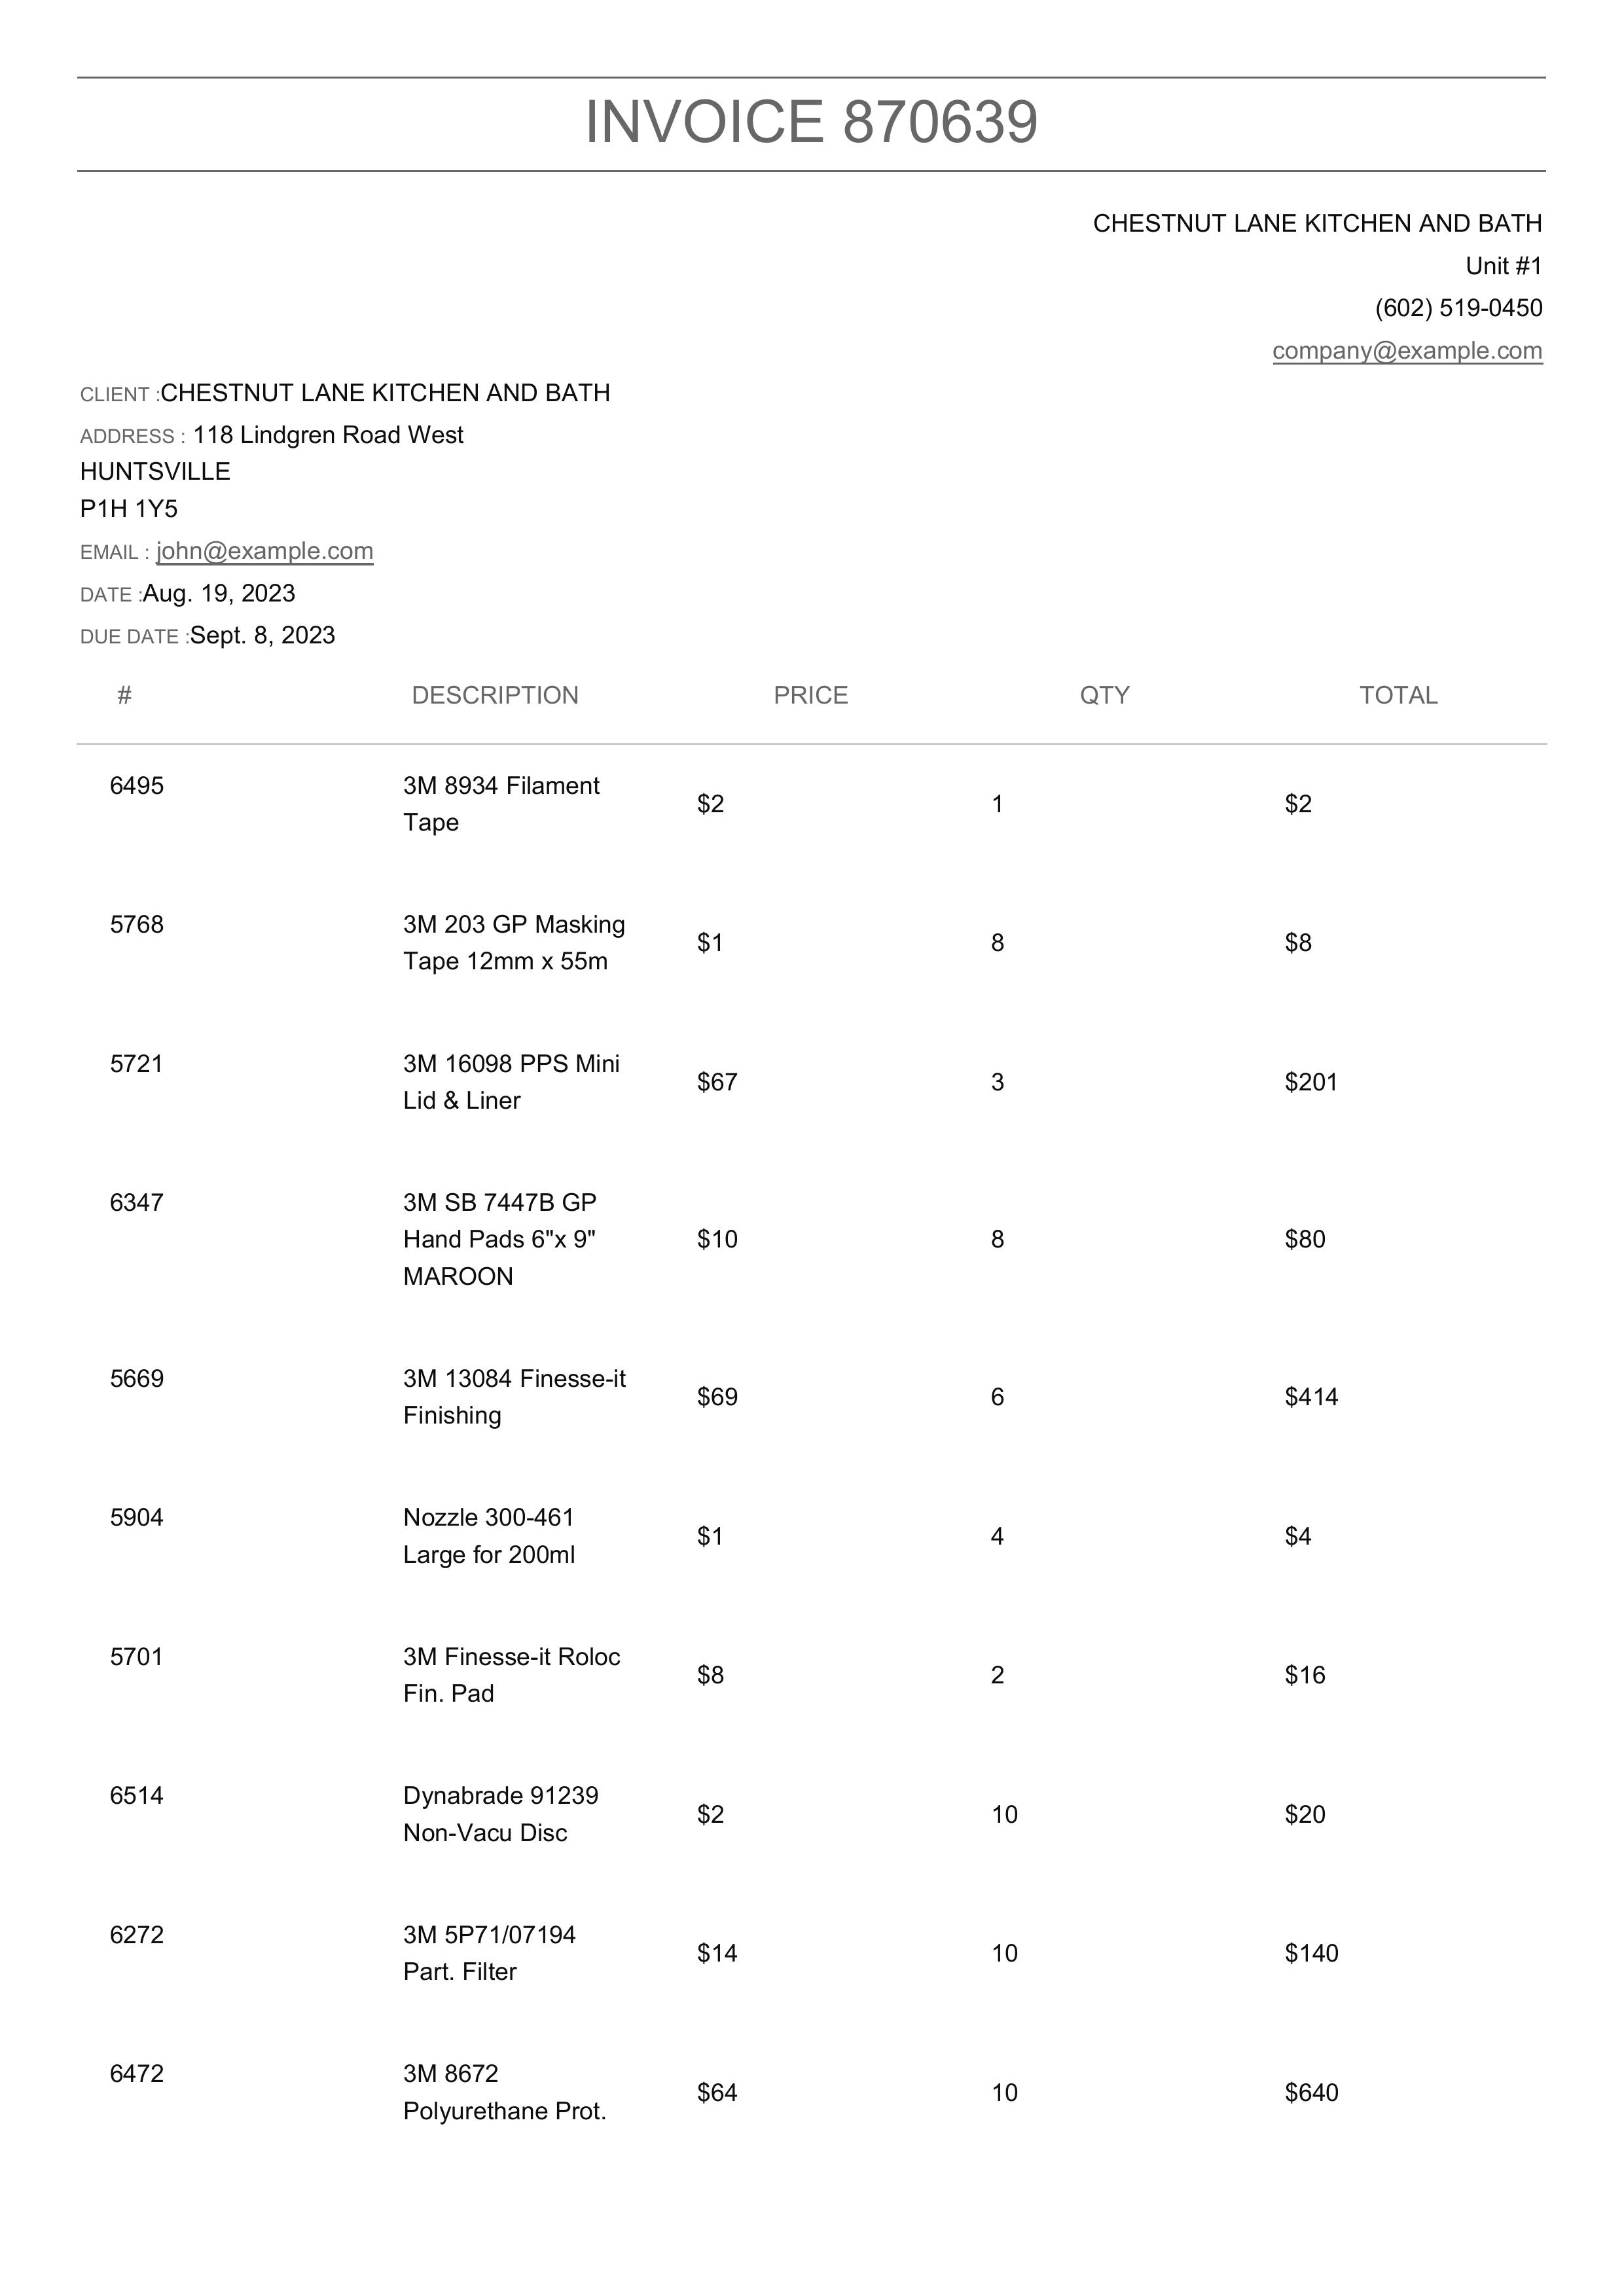 INVOICE 870639
CHESTNUT LANE KITCHEN AND BATH
Unit #1
(602) 519-0450
company@example.com
CLIENT :CHESTNUT LANE KITCHEN AND BATH
ADDRESS : 118 Lindgren Road West
HUNTSVILLE
P1H 1Y5
EMAIL : john@example.com
DATE :Aug. 19, 2023
DUE DATE :Sept. 8, 2023
# DESCRIPTION PRICE QTY TOTAL
6495 3M 8934 Filament
Tape $2 1 $2
5768 3M 203 GP Masking
Tape 12mm x 55m $1 8 $8
5721 3M 16098 PPS Mini
Lid & Liner $67 3 $201
6347 3M SB 7447B GP
Hand Pads 6"x 9" $10 8 $80
MAROON
5669 3M 13084 Finesse-it
Finishing $69 6 $414
5904 Nozzle 300-461
Large for 200ml $1 4 $4
5701 3M Finesse-it Roloc
Fin. Pad $8 2 $16
6514 Dynabrade 91239
Non-Vacu Disc $2 10 $20
6272 3M 5P71/07194
Part. Filter $14 10 $140
6472 3M 8672
Polyurethane Prot. $64 10 $640